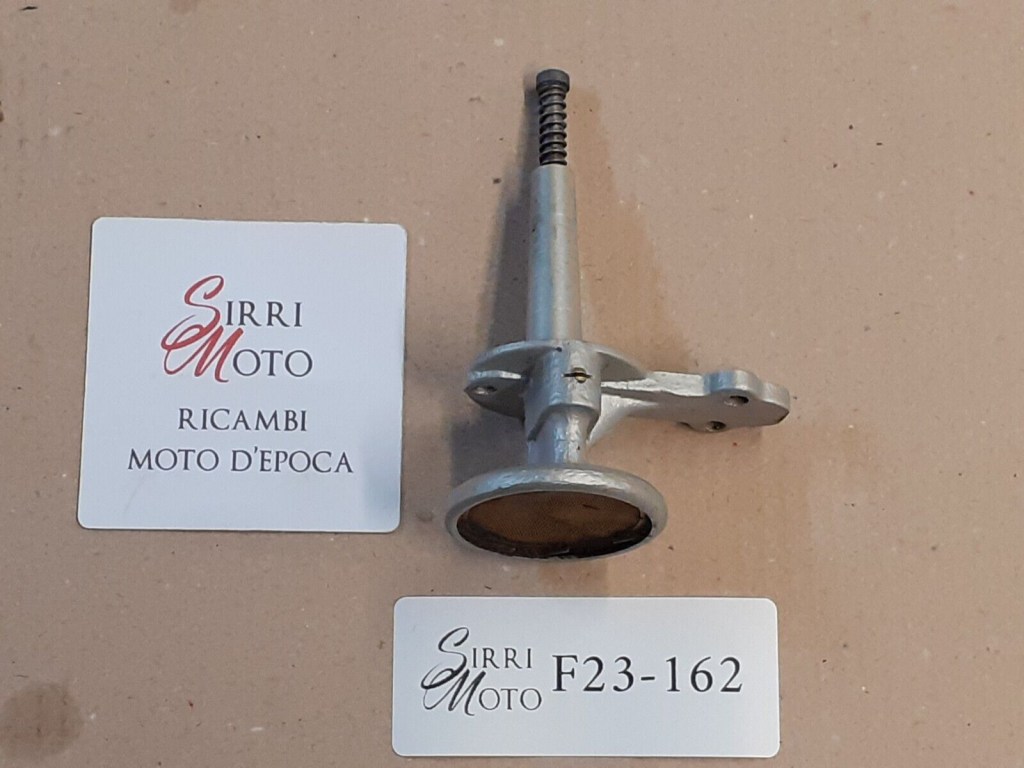 SIRRI
MOTO
RICAMBI
MOTO D'EPOCA
SIRRI
MOTO
F23-162